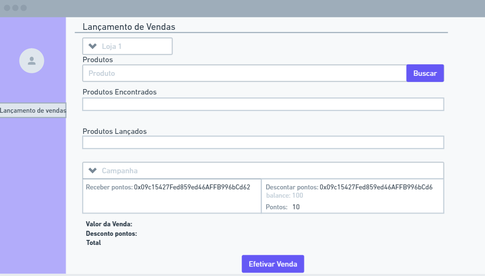 Lançamento de Vendas
Loja 1
Produtos
Produto
Buscar
Produtos Encontrados
Lançamento de vendas
Produtos Lançados
Campanha
Receber pontos: 0x09c15427Fed859ed46AFFB996bCd62
Descontar pontos: 0x09c15427Fed859ed46AFFB996bCd6
balance: 100
Pontos: 10
Valor da Venda:
Desconto pontos:
Total
Efetivar Venda